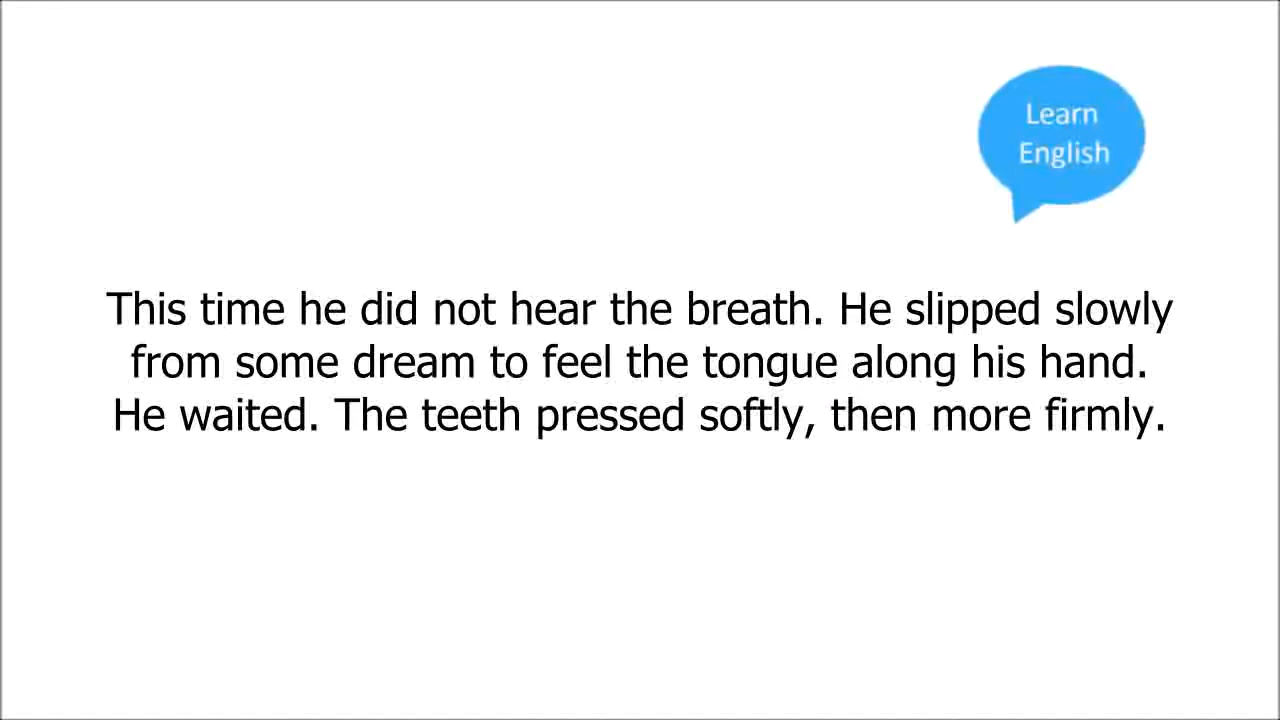 Learn
English
This time he did not hear the breath. He slipped slowly
from some dream to feel the tongue along his hand.
He waited. The teeth pressed softly, then more firmly.